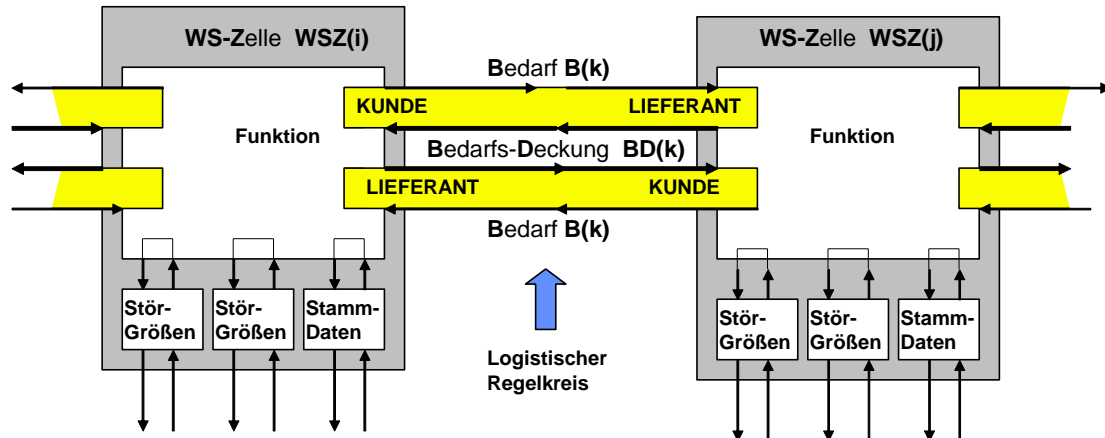 WS-Zelle WSZ(i)
WS-Zelle WSZ(j)
Bedarf B(k)
KUNDE
LIEFERANT
Funktion
Funktion
Bedarfs-Deckung BD(k)
LIEFERANT
KUNDE
Bedarf B(k)
Stör-
Größen
Stör-
Größen
Stamm-
Daten
Stör-
Größen
Stör-
Größen
Stamm-
Daten
Logistischer
Regelkreis